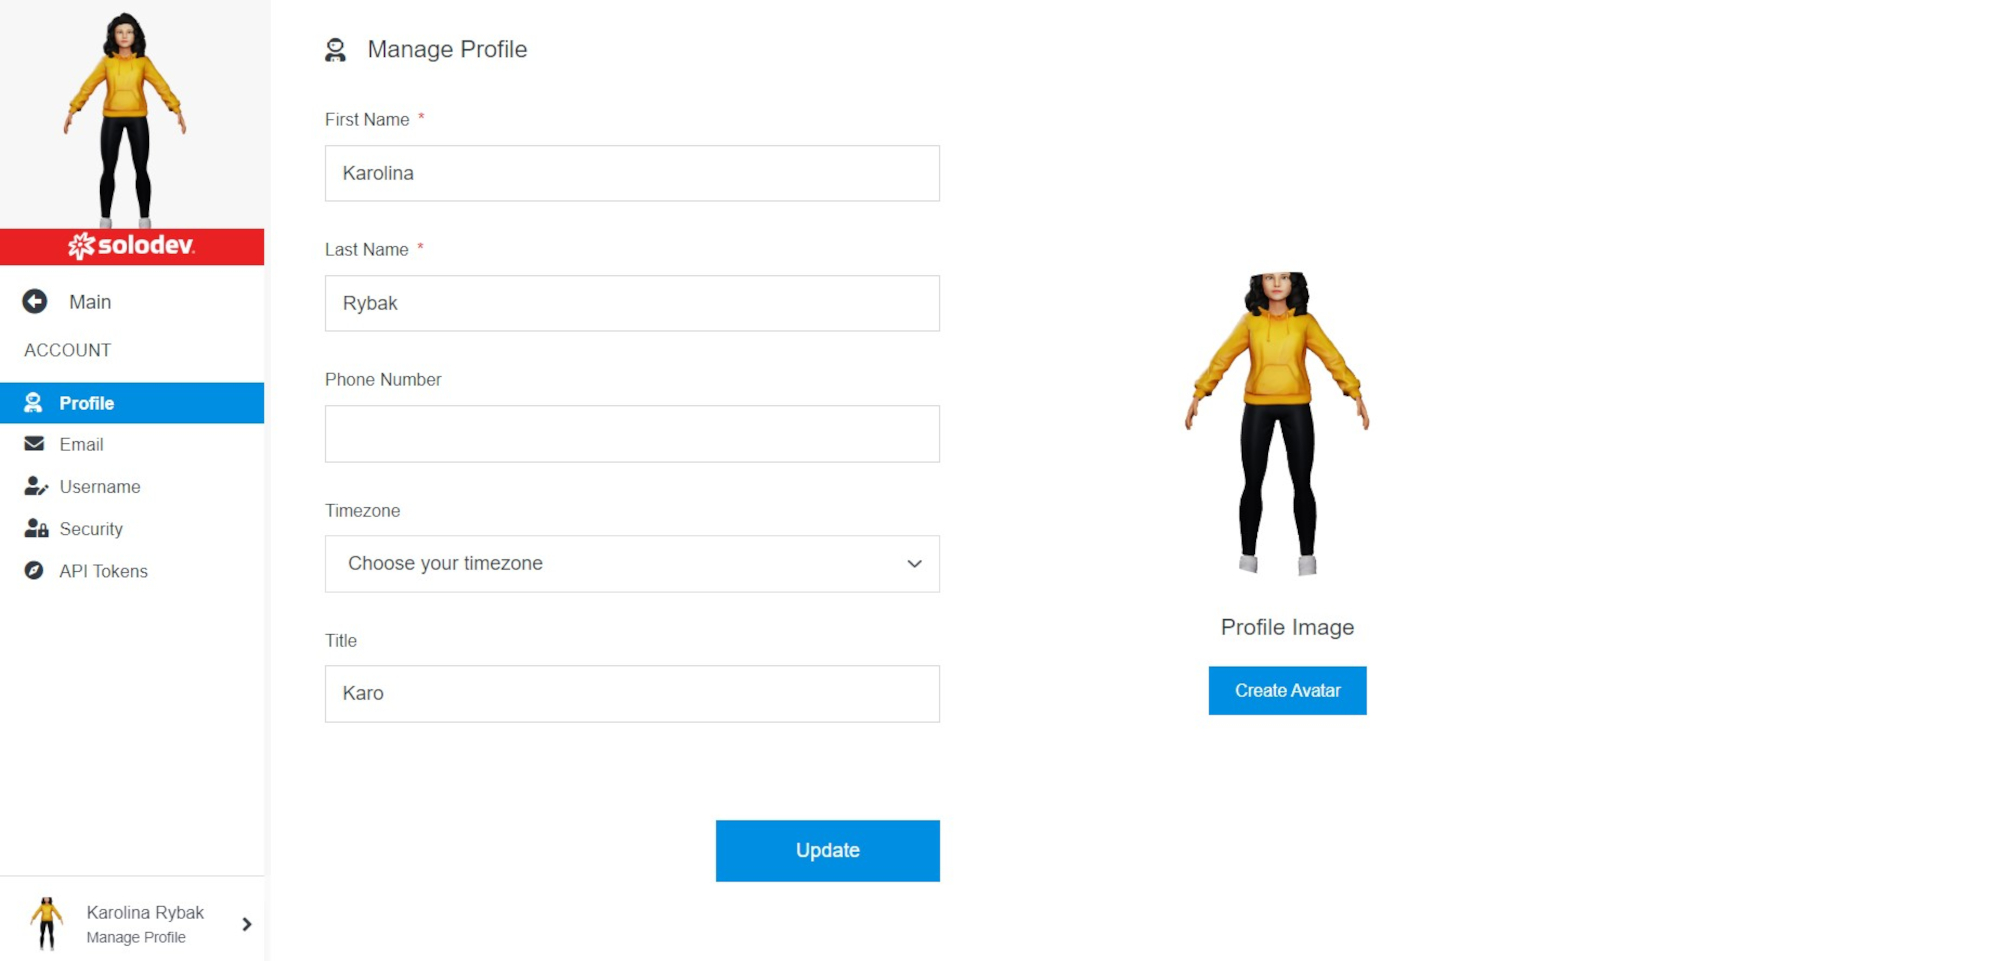 solodev.
Main
ACCOUNT
Profile
Email
Username
Security
API Tokens
Karolina Rybak
Manage Profile
Manage Profile
First Name *
Karolina
Last Name *
Rybak
Phone Number
Timezone
Choose your timezone
Title
Karo
Update
Profile Image
Create Avatar